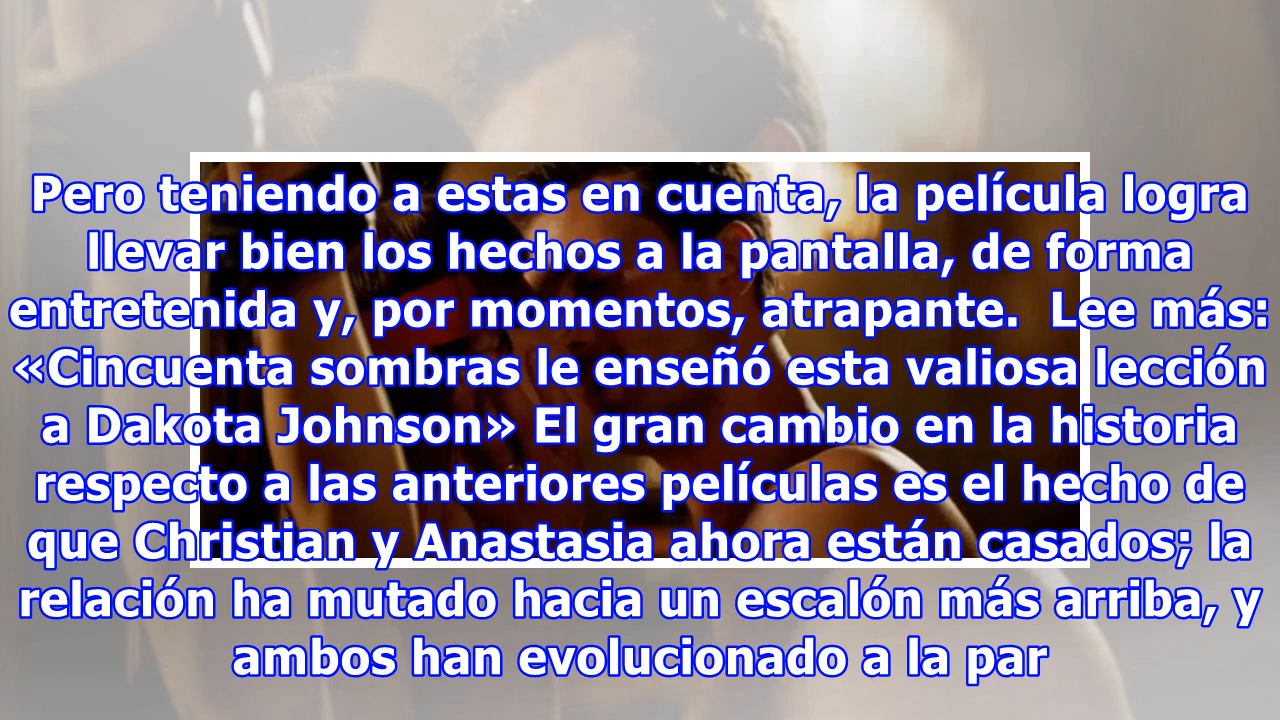 Pero teniendo a estas en cuenta, la película logra
llevar bien los hechos a la pantalla, de forma
entretenida y, por momentos, atrapante.  Lee más:
«Cincuenta sombras le enseñó esta valiosa lección
a Dakota Johnson» El gran cambio en la historia
respecto a las anteriores películas es el hecho de
que Christian y Anastasia ahora están casados; la
relación ha mutado hacia un escalón más arriba, y
ambos han evolucionado a la par